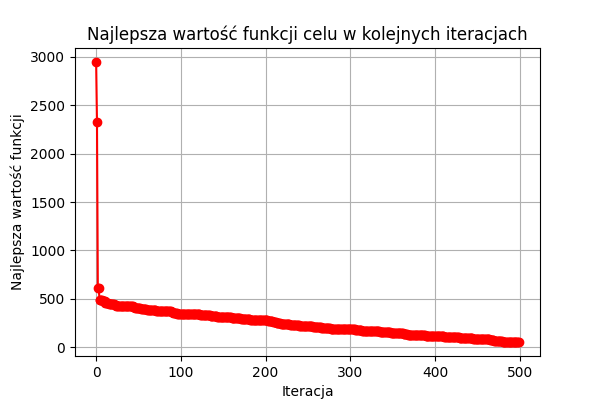 Najlepsza wartość funkcji celu w kolejnych iteracjach
3000
2500
2000
1500
1000
500
0
Najlepsza wartość funkcji
0 100 200 300 400 500
Iteracja